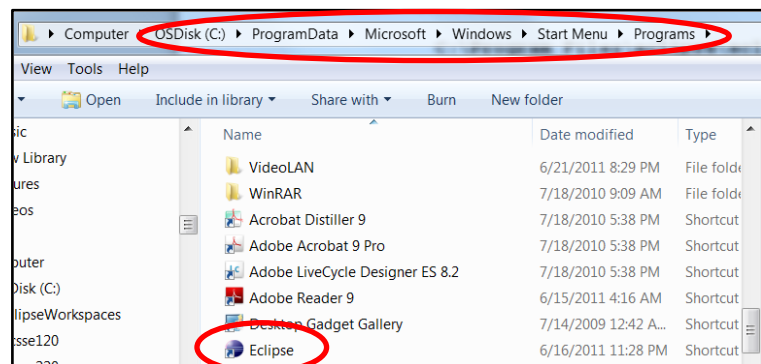 Computer OSDisk (C:) ProgramData Microsoft Windows Start Menu Programs
View Tools Help
Open Include in library Share with Burn New folder
Name Date modified Type
VideoLAN 6/21/2011 8:29 PM File folde
WinRAR 7/18/2010 9:09 AM File folde
Acrobat Distiller 9 7/18/2010 5:38 PM Shortcut
Adobe Acrobat 9 Pro 7/18/2010 5:38 PM Shortcut
Adobe LiveCycle Designer ES 8.2 7/18/2010 5:38 PM Shortcut
Adobe Reader 9 6/15/2011 4:16 AM Shortcut
Desktop Gadget Gallery 7/14/2009 12:42 A... Shortcut
Eclipse 6/16/2011 11:28 PM Shortcut
sic
v Library
ures
eos
puter
Disk (C:)
lipseWorkspaces
csse120